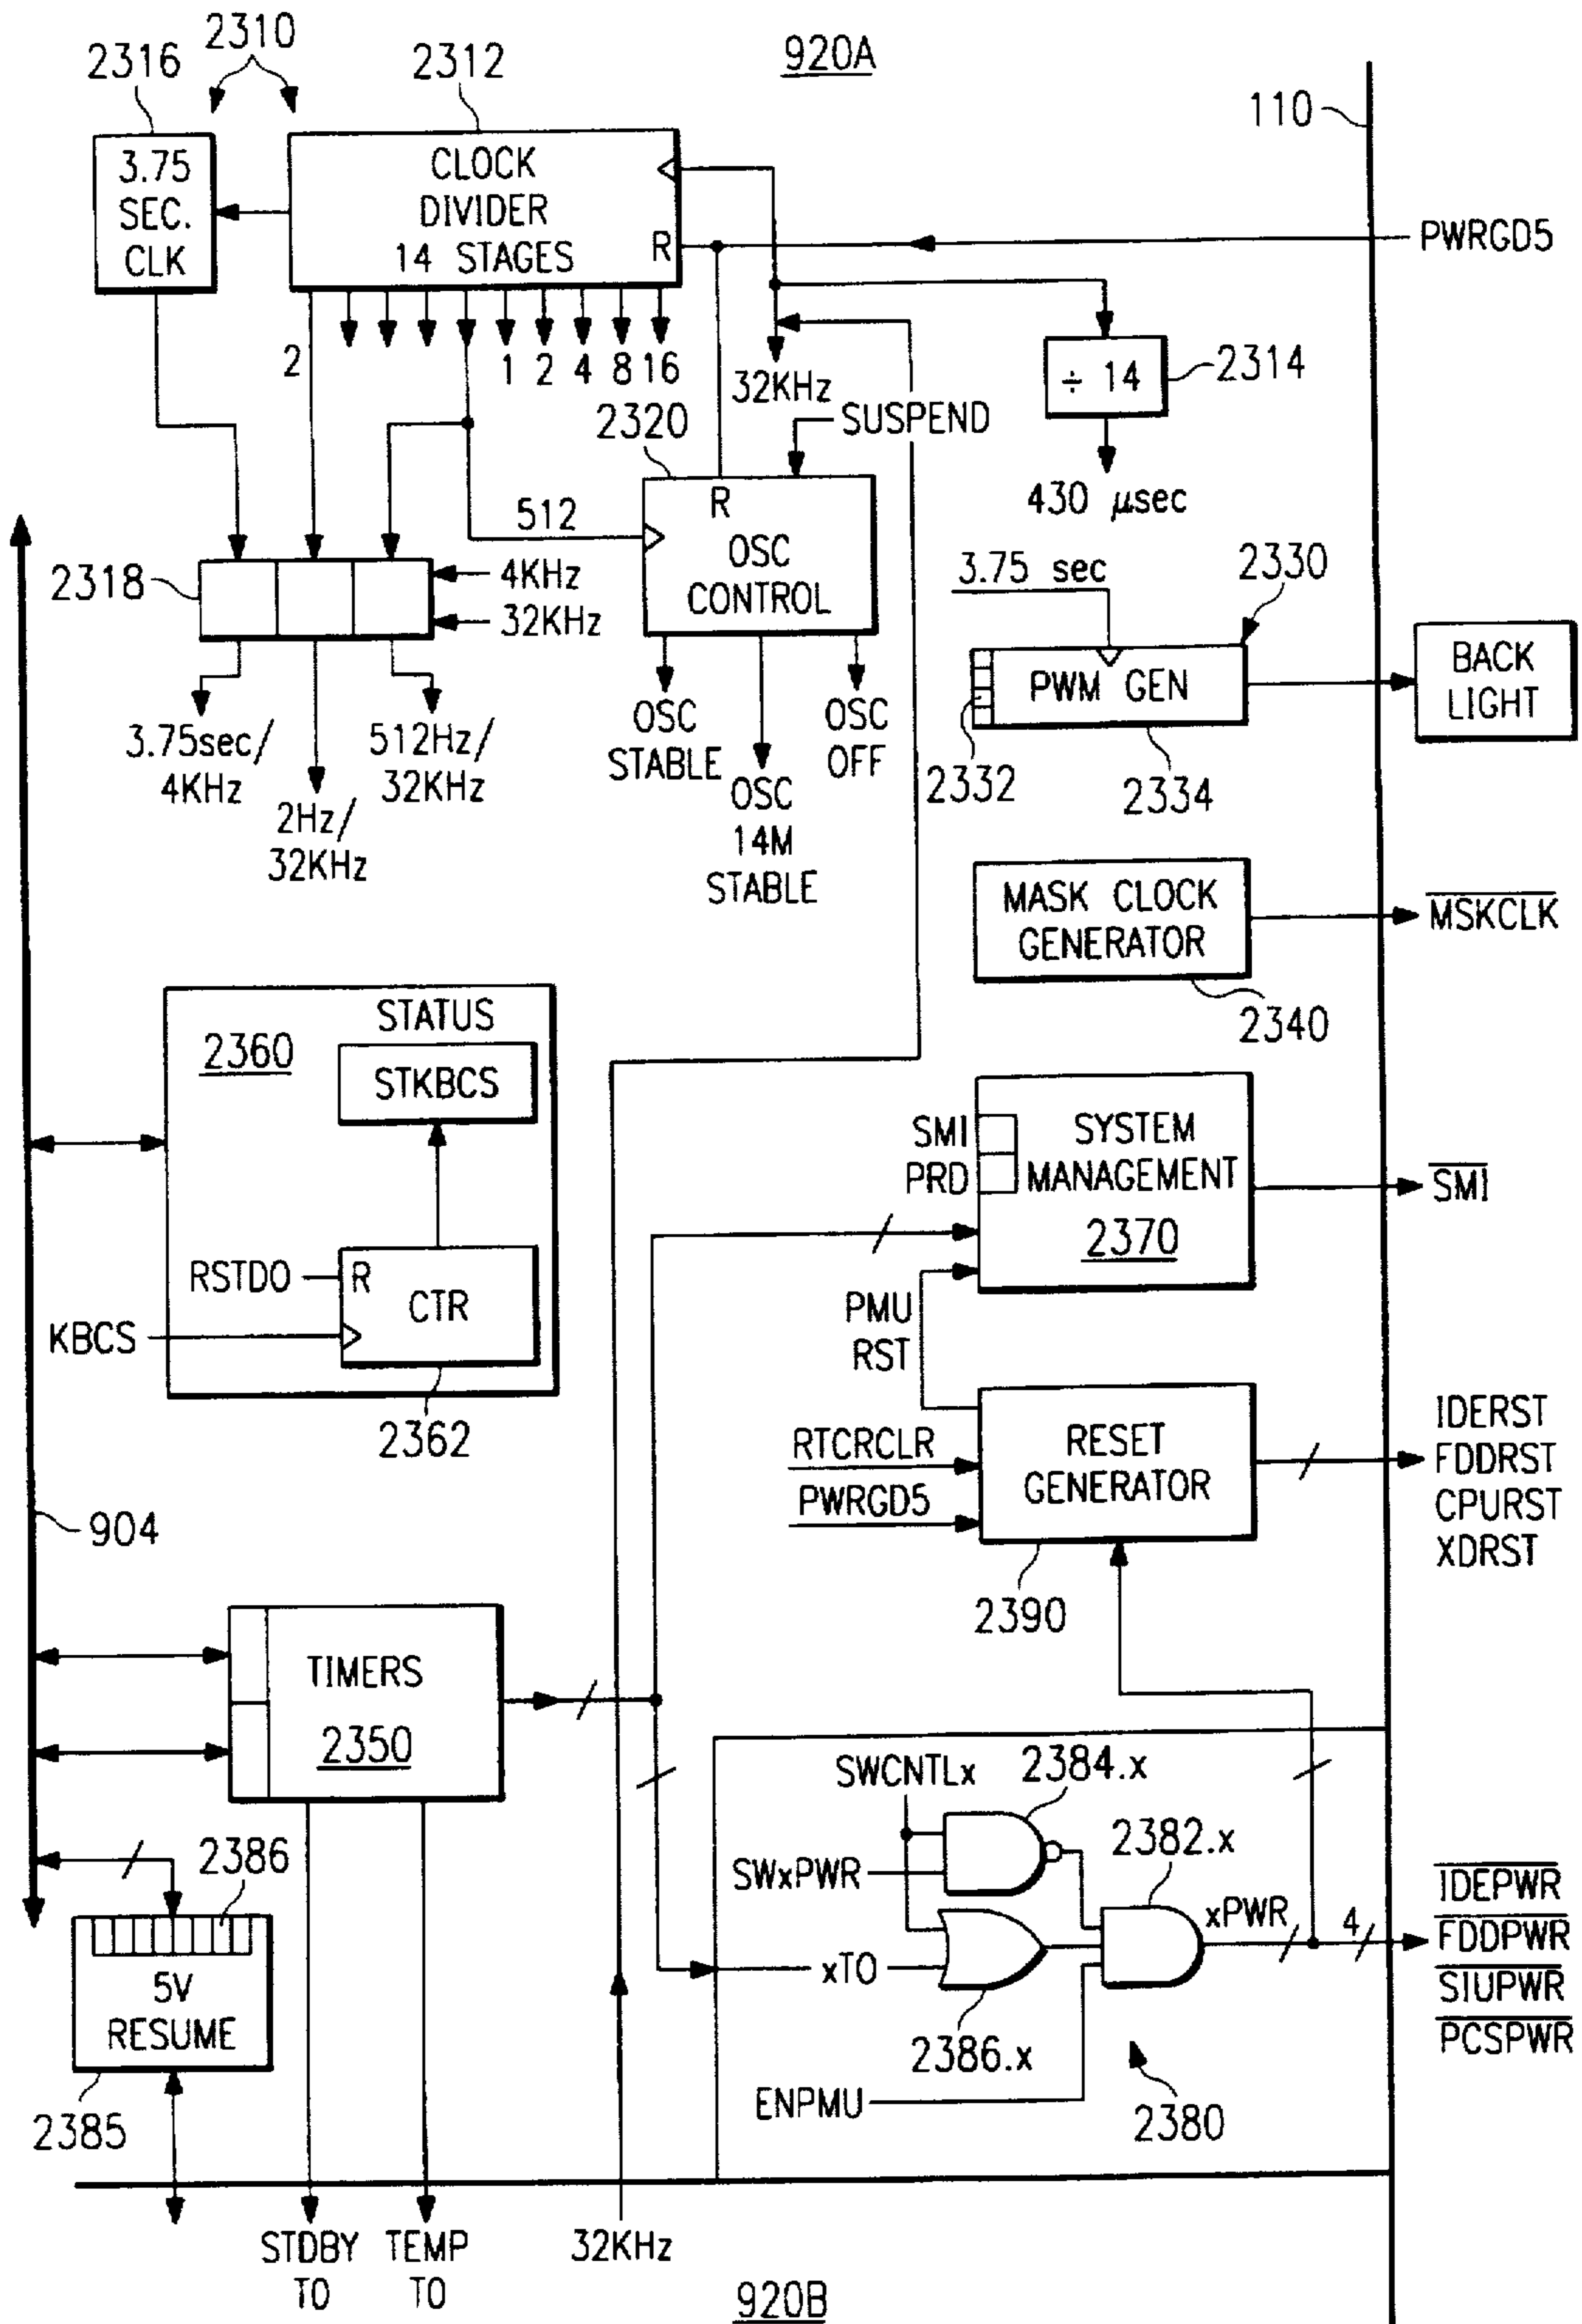 920A
2316
2310
2312
110
3.75
SEC.
CLK
CLOCK
DIVIDER
14 STAGES
R
PWRGD5
2
1 2 4 8 16
32KHz
÷ 14
2314
430 μsec
2320
SUSPEND
R
OSC
CONTROL
512
2318
4KHz
32KHz
3.75sec/
4KHz
2Hz/
32KHz
512Hz/
32KHz
OSC
STABLE
OSC
14M
STABLE
OSC
OFF
3.75 sec
2330
PWM GEN
2332
2334
BACK
LIGHT
MASK CLOCK
GENERATOR
2340
MSKCLK
2360
STATUS
STKBCS
RSTDO
R
CTR
KBCS
2362
SMI
PRD
SYSTEM
MANAGEMENT
2370
SMI
PMU
RST
RTCRCLR
PWRGD5
RESET
GENERATOR
2390
IDERST
FDDRST
CPURST
XDRST
904
TIMERS
2350
2386
5V
RESUME
2385
SWCNTLx
2384.x
SWxPWR
2382.x
xTO
2386.x
ENPMU
2380
xPWR
4
IDEPWR
FDDPWR
SIUPWR
PCSPWR
STDBY
TO
TEMP
TO
32KHz
920B